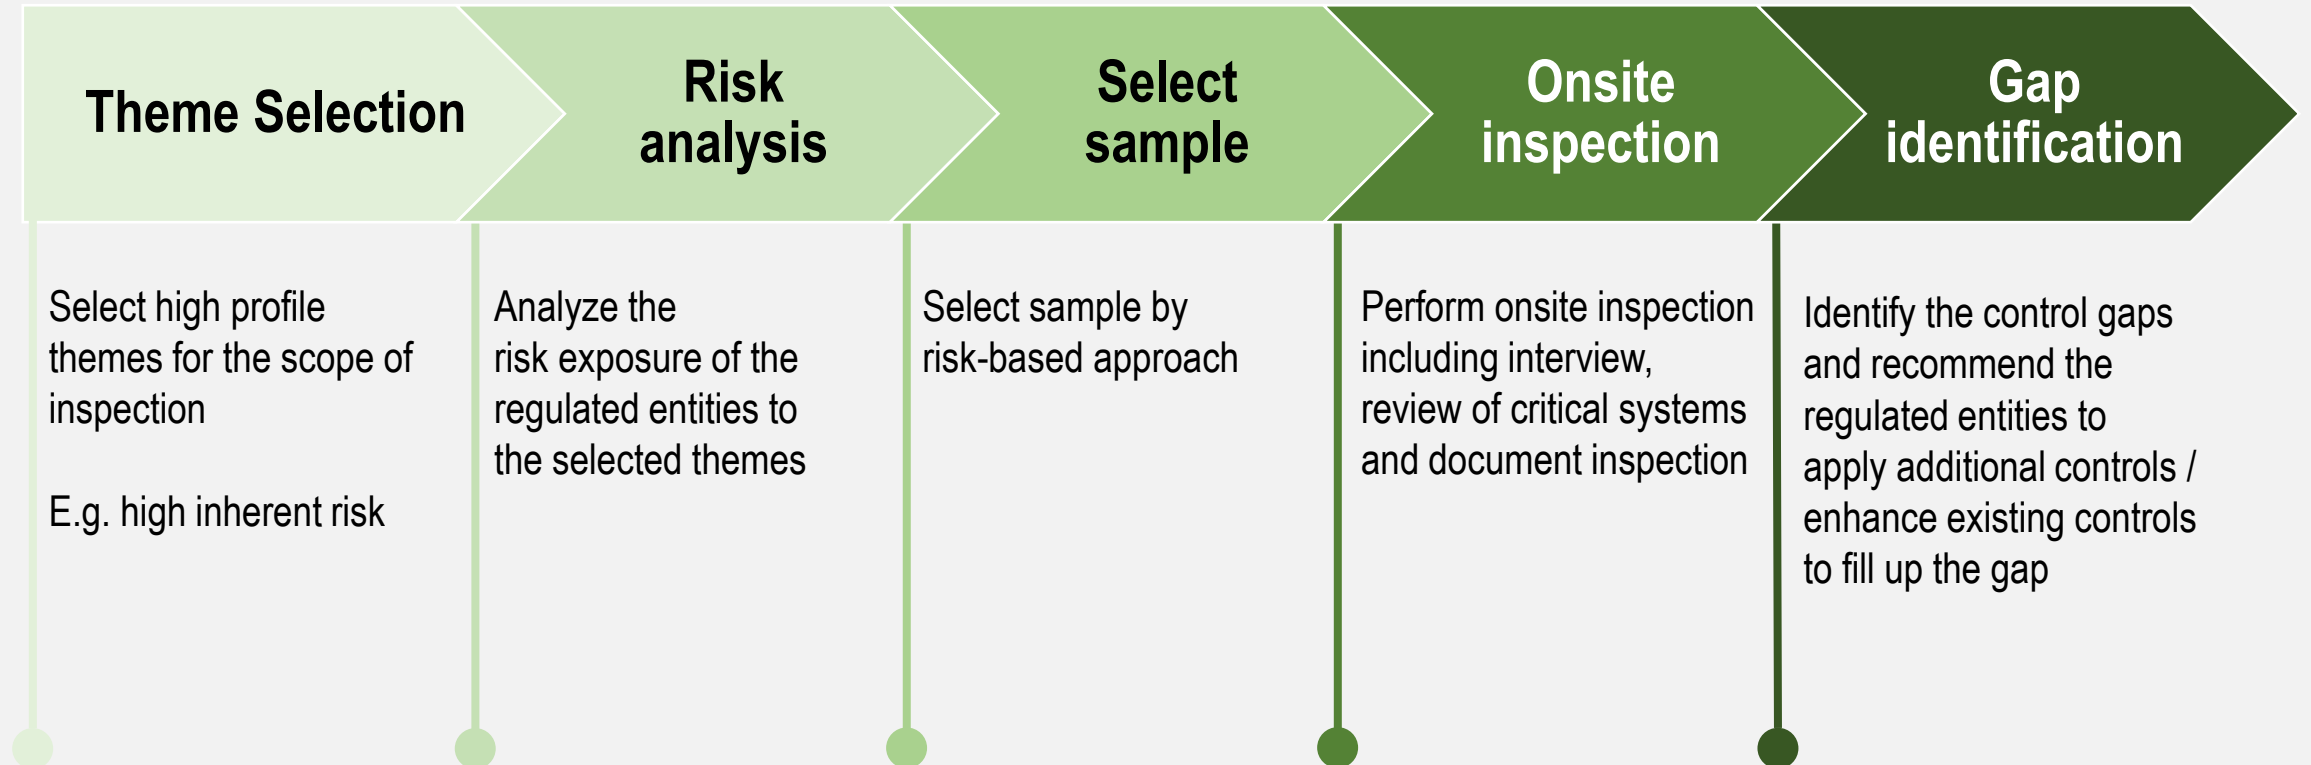 Theme Selection
Risk
analysis
Select
sample
Onsite
inspection
Gap
identification
Select high profile
themes for the scope of
inspection
E.g. high inherent risk
Analyze the
risk exposure of the
regulated entities to
the selected themes
Select sample by
risk-based approach
Perform onsite inspection
including interview,
review of critical systems
and document inspection
Identify the control gaps
and recommend the
regulated entities to
apply additional controls /
enhance existing controls
to fill up the gap